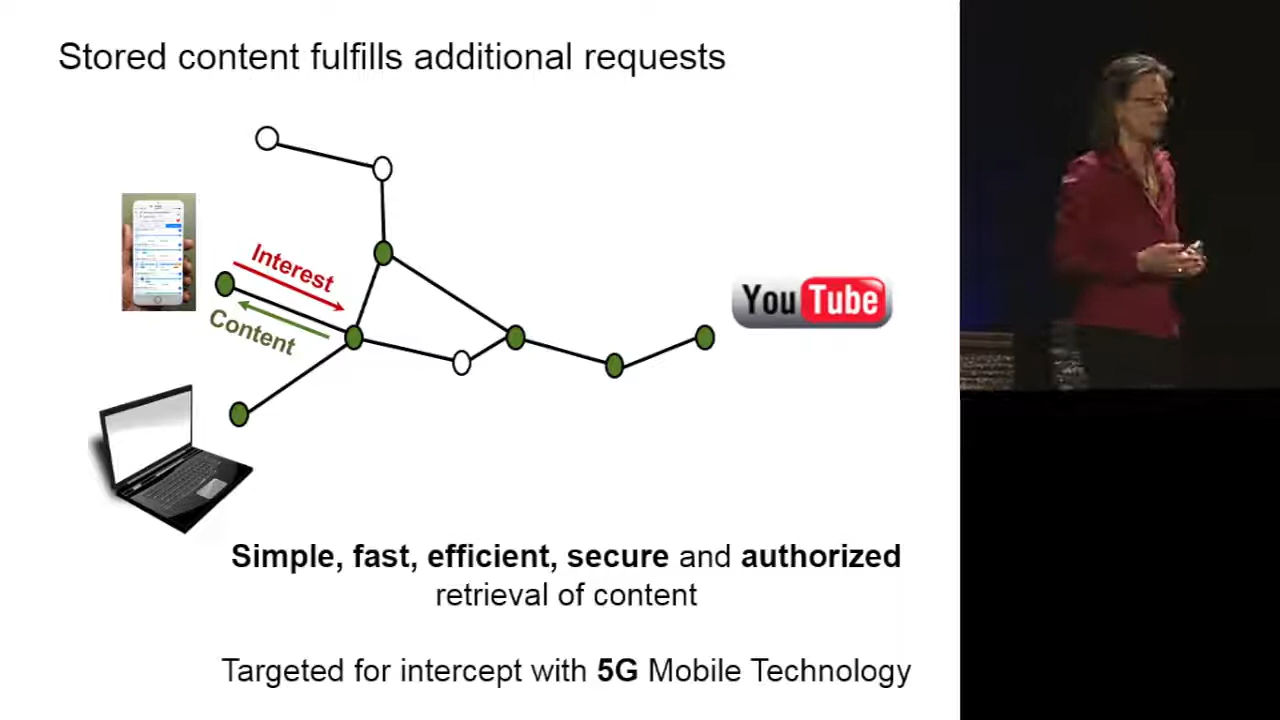 Stored content fulfills additional requests
Interest
Content
YouTube
Simple, fast, efficient, secure and authorized
retrieval of content
Targeted for intercept with 5G Mobile Technology